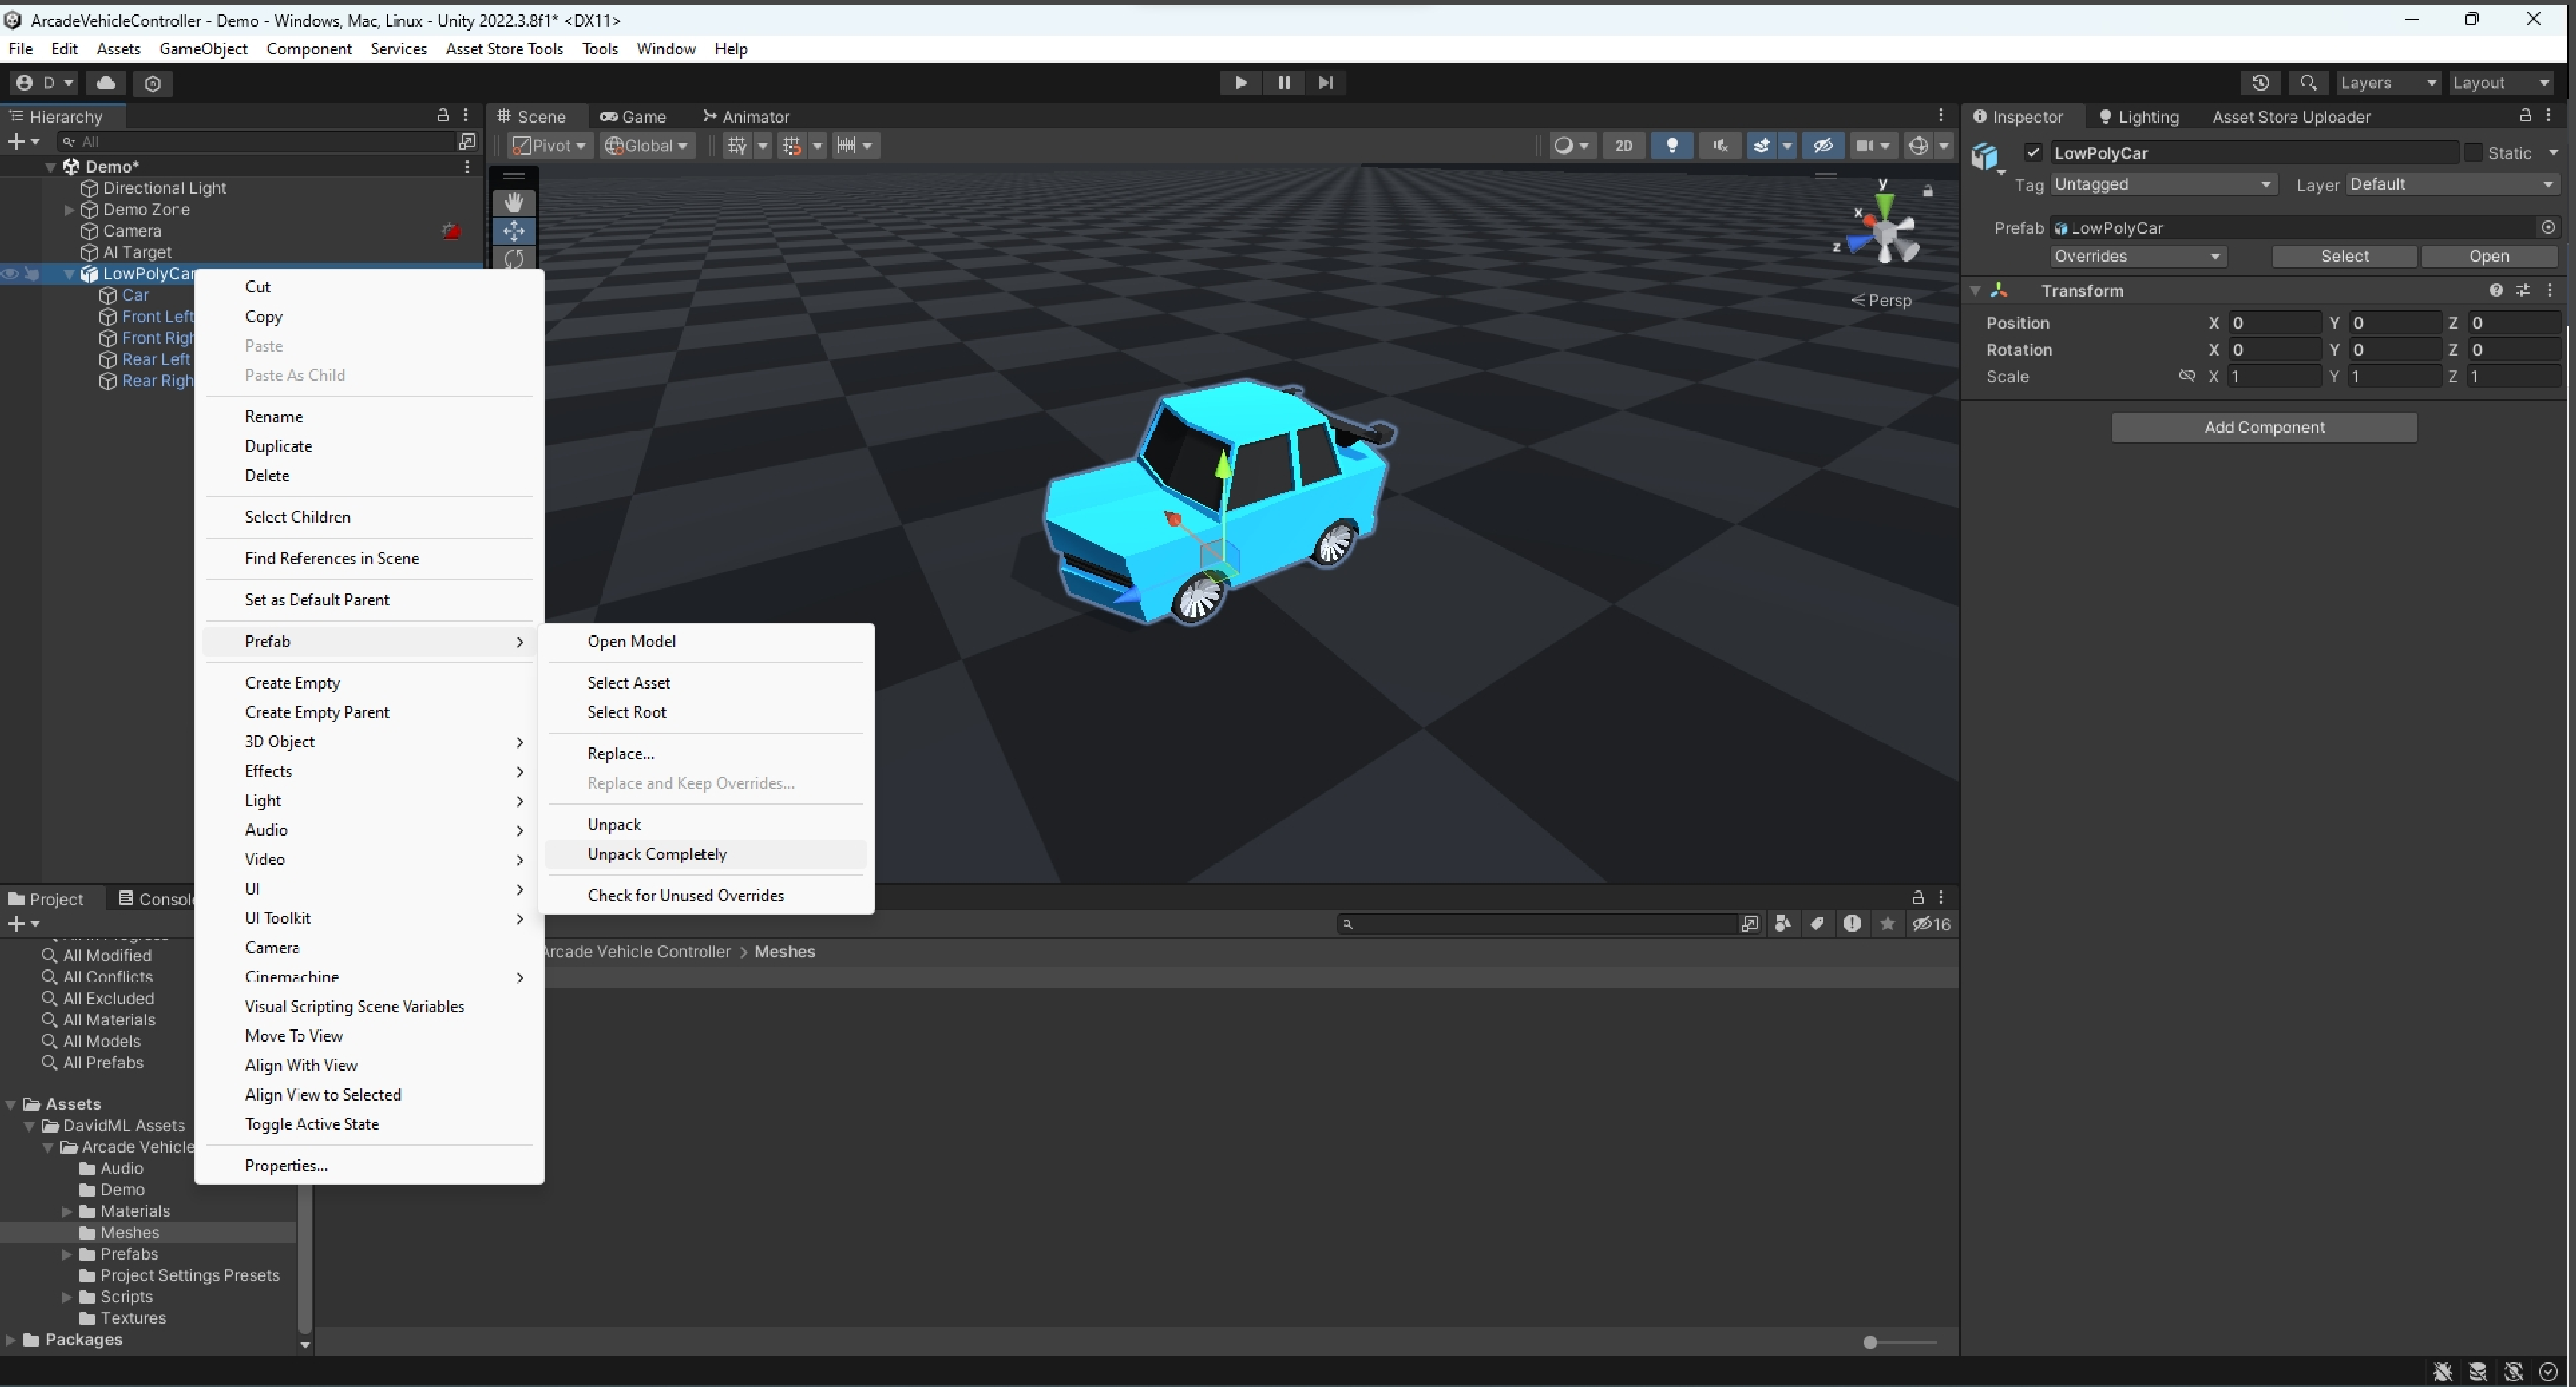 ArcadeVehicleController - Demo - Windows, Mac, Linux - Unity 2022.3.8f1* <DX11>
File Edit Assets GameObject Component Services Asset Store Tools Tools Window Help
D
Layers Layout
Hierarchy
All
Demo*
Directional Light
Demo Zone
Camera
AI Target
LowPolyCar
Car
Front Left
Front Righ
Rear Left
Rear Righ
Cut
Copy
Paste
Paste As Child
Rename
Duplicate
Delete
Select Children
Find References in Scene
Set as Default Parent
Prefab
Create Empty
Create Empty Parent
3D Object
Effects
Light
Audio
Video
UI
UI Toolkit
Camera
Cinemachine
Visual Scripting Scene Variables
Move To View
Align With View
Align View to Selected
Toggle Active State
Properties...
Open Model
Select Asset
Select Root
Replace...
Replace and Keep Overrides...
Unpack
Unpack Completely
Check for Unused Overrides
Scene Game Animator
Pivot Global 2D
y
x
z
Persp
Inspector Lighting Asset Store Uploader
LowPolyCar Static
Tag Untagged Layer Default
Prefab LowPolyCar
Overrides Select Open
Transform
Position X 0 Y 0 Z 0
Rotation X 0 Y 0 Z 0
Scale X 1 Y 1 Z 1
Add Component
Project Console
16
Arcade Vehicle Controller > Meshes
All Modified
All Conflicts
All Excluded
All Materials
All Models
All Prefabs
Assets
DavidML Assets
Arcade Vehicle
Audio
Demo
Materials
Meshes
Prefabs
Project Settings Presets
Scripts
Textures
Packages